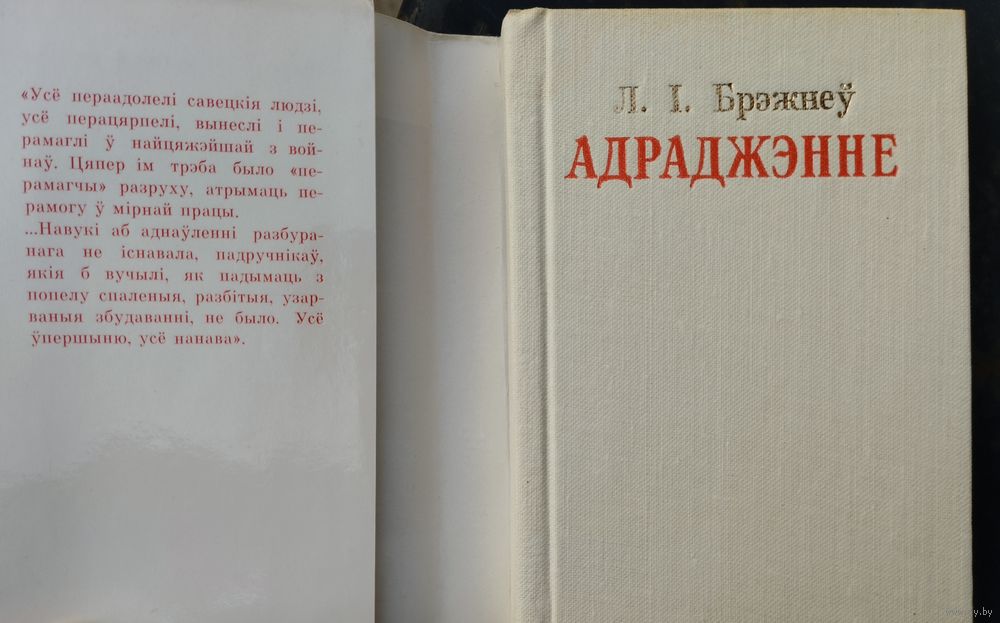 «Усё пераадолелі савецкія людзі,
усё перацярпелі, вынеслі і пе-
рамаглі ў найцяжэйшай з вой-
наў. Цяпер ім трэба было «пе-
рамагчы» разруху, атрымаць пе-
рамогу ў мірнай працы.
...Навукі аб аднаўленні разбура-
нага не існавала, падручнікаў,
якія б вучылі, як падымаць з
попелу спаленыя, разбітыя, узар-
ваныя збудаванні, не было. Усё
ўпершыню, усё нанава».
Л. І. Брэжнеў
АДРАДЖЭННЕ